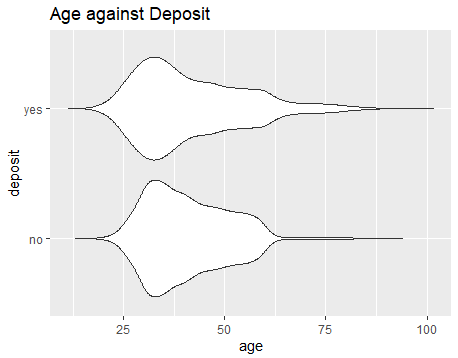 Age against Deposit
deposit
yes
no
25
50
75
100
age